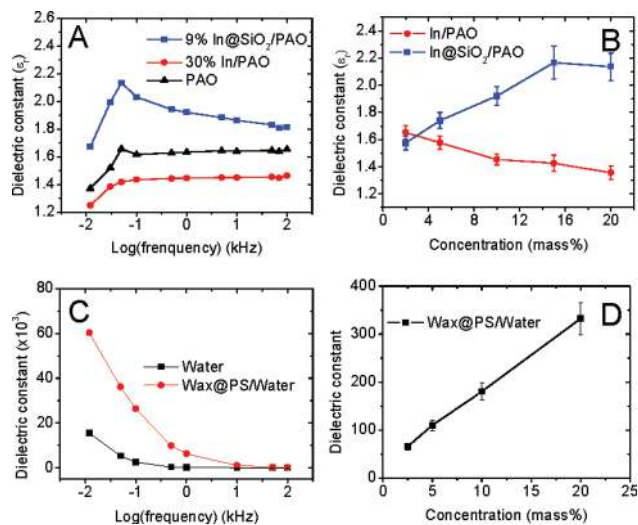 A
9% In@SiO₂/PAO
30% In/PAO
PAO
Dielectric constant (εᵣ)
2.6
2.4
2.2
2.0
1.8
1.6
1.4
1.2
-2
-1
0
1
2
Log(frenquency) (kHz)
B
In/PAO
In@SiO₂/PAO
Dielectric constant (εᵣ)
2.6
2.4
2.2
2.0
1.8
1.6
1.4
1.2
0
4
8
12
16
20
Concentration (mass%)
C
Water
Wax@PS/Water
Dielectric constant (x10³)
80
60
40
20
0
-2
-1
0
1
2
Log(frequency) (kHz)
D
Wax@PS/Water
Dielectric constant
400
300
200
100
0
0
5
10
15
20
25
Concentration (mass%)